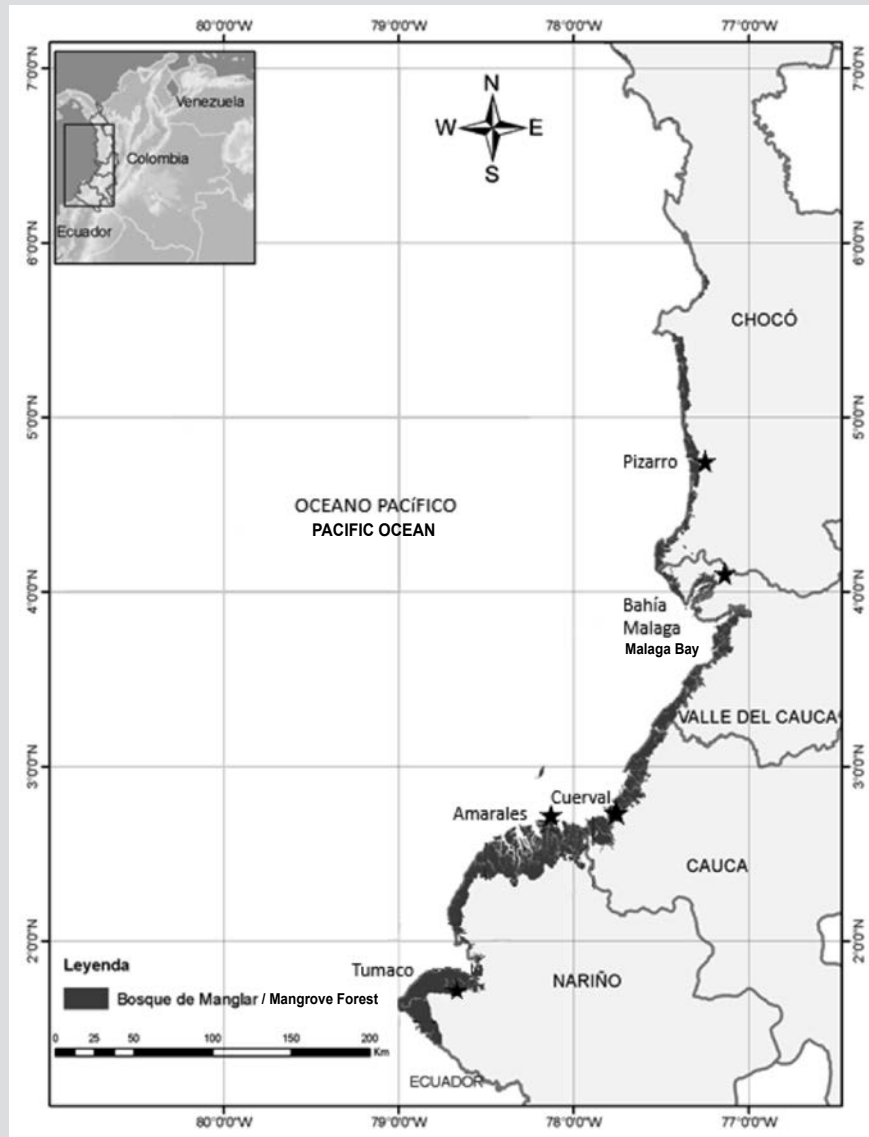 80°0'0"W 79°0'0"W 78°0'0"W 77°0'0"W
7°0'0"N 7°0'0"N
Venezuela
Colombia
Ecuador
N
W E
S
6°0'0"N 6°0'0"N
CHOCÓ
5°0'0"N 5°0'0"N
Pizarro
OCEANO PACíFICO
PACIFIC OCEAN
4°0'0"N 4°0'0"N
Bahía
Malaga
Malaga Bay
VALLE DEL CAUCA
3°0'0"N 3°0'0"N
Cuerval
Amarales
CAUCA
2°0'0"N 2°0'0"N
Leyenda
Tumaco
NARIÑO
Bosque de Manglar / Mangrove Forest
0 25 50 100 150 200
Km
ECUADOR
80°0'0"W 79°0'0"W 78°0'0"W 77°0'0"W